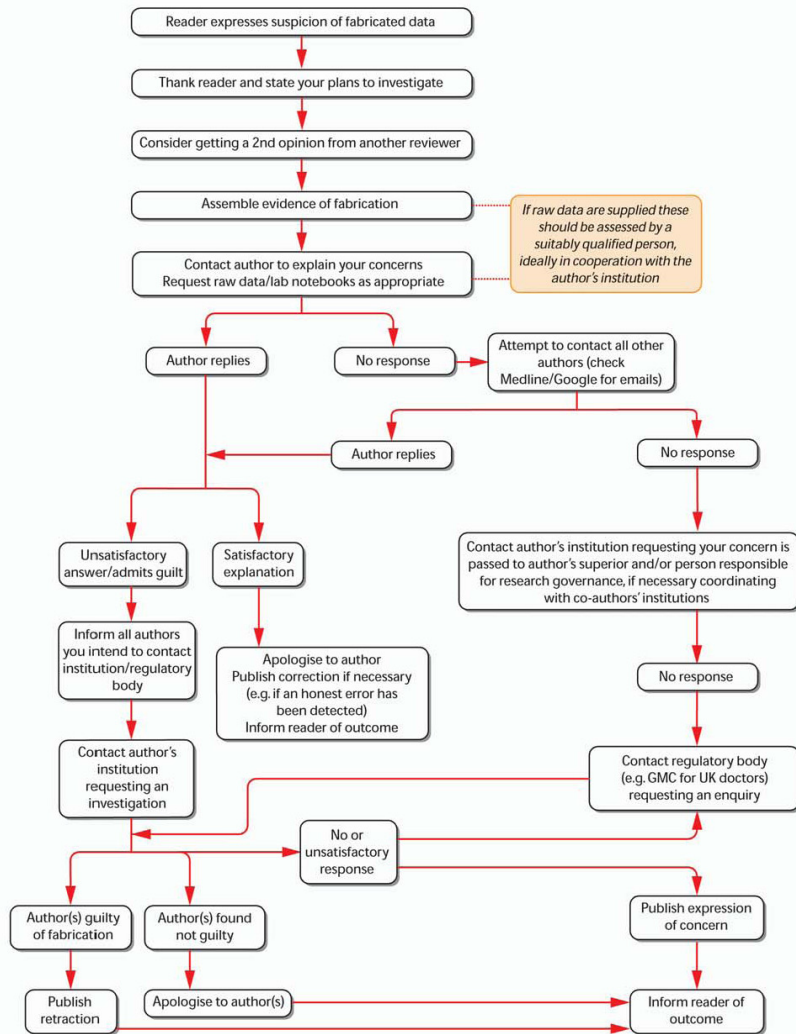 Reader expresses suspicion of fabricated data
Thank reader and state your plans to investigate
Consider getting a 2nd opinion from another reviewer
Assemble evidence of fabrication
If raw data are supplied these
should be assessed by a
suitably qualified person,
ideally in cooperation with the
author's institution
Contact author to explain your concerns
Request raw data/lab notebooks as appropriate
Author replies
No response
Attempt to contact all other
authors (check
Medline/Google for emails)
Author replies
No response
Unsatisfactory
answer/admits guilt
Satisfactory
explanation
Contact author's institution requesting your concern is
passed to author's superior and/or person responsible
for research governance, if necessary coordinating
with co-authors' institutions
Inform all authors
you intend to contact
institution/regulatory
body
Apologise to author
Publish correction if necessary
(e.g. if an honest error has
been detected)
Inform reader of outcome
No response
Contact author's
institution
requesting an
investigation
Contact regulatory body
(e.g. GMC for UK doctors)
requesting an enquiry
No or
unsatisfactory
response
Author(s) guilty
of fabrication
Author(s) found
not guilty
Publish expression
of concern
Publish
retraction
Apologise to author(s)
Inform reader of
outcome